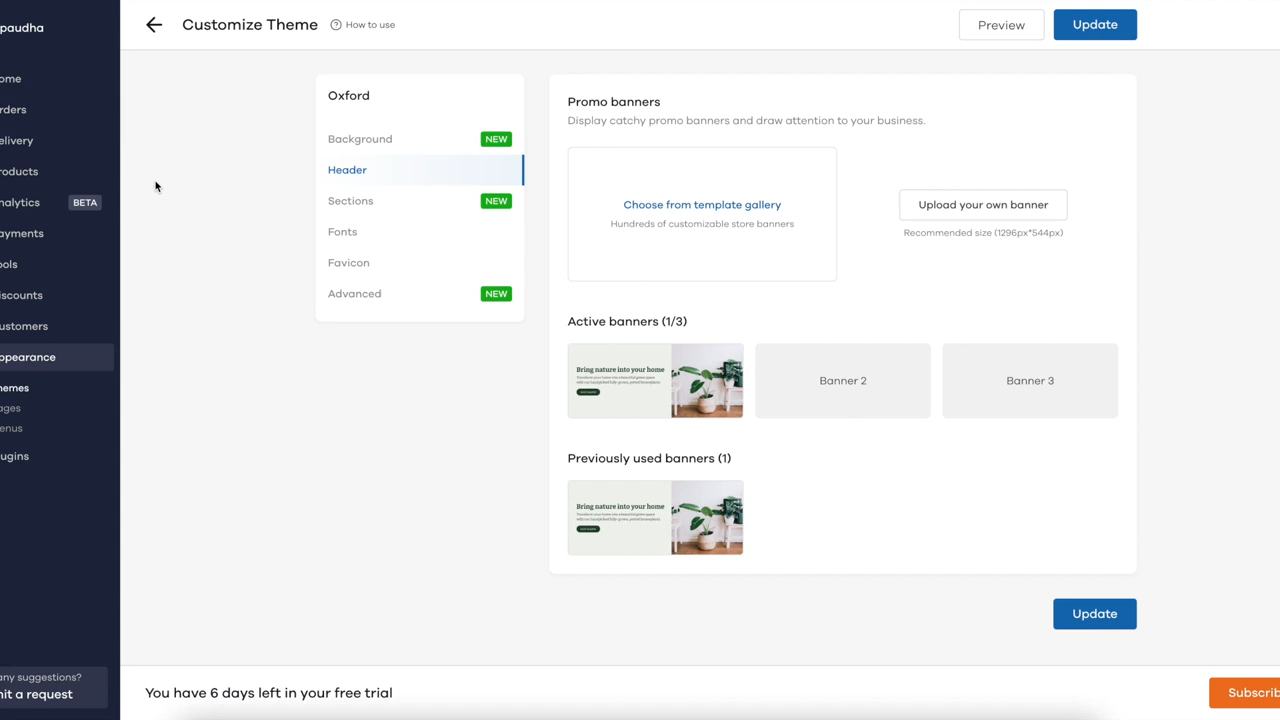 paudha
Customize Theme
How to use
Preview
Update
ome
rders
elivery
roducts
nalytics
BETA
ayments
ools
iscounts
ustomers
ppearance
hemes
ages
enus
lugins
any suggestions?
mit a request
Oxford
Background
NEW
Header
Sections
NEW
Fonts
Favicon
Advanced
NEW
Promo banners
Display catchy promo banners and draw attention to your business.
Choose from template gallery
Hundreds of customizable store banners
Upload your own banner
Recommended size (1296px*544px)
Active banners (1/3)
Bring nature into your home
Banner 2
Banner 3
Previously used banners (1)
Bring nature into your home
Update
You have 6 days left in your free trial
Subscrib